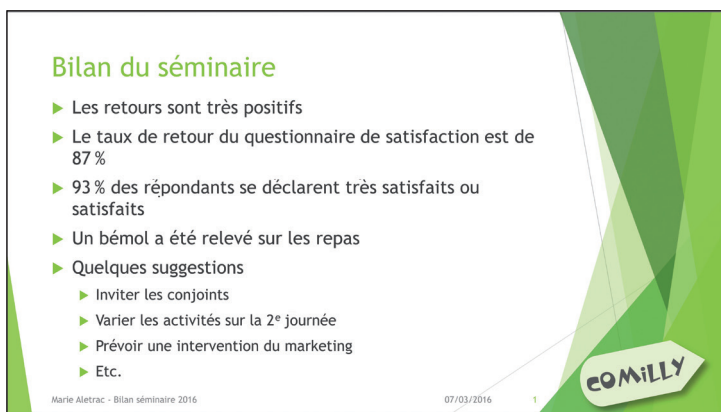 Bilan du séminaire
Les retours sont très positifs
Le taux de retour du questionnaire de satisfaction est de
87 %
93 % des répondants se déclarent très satisfaits ou
satisfaits
Un bémol a été relevé sur les repas
Quelques suggestions
Inviter les conjoints
Varier les activités sur la 2e journée
Prévoir une intervention du marketing
Etc.
Marie Aletrac - Bilan séminaire 2016 07/03/2016 1
COMiLLY